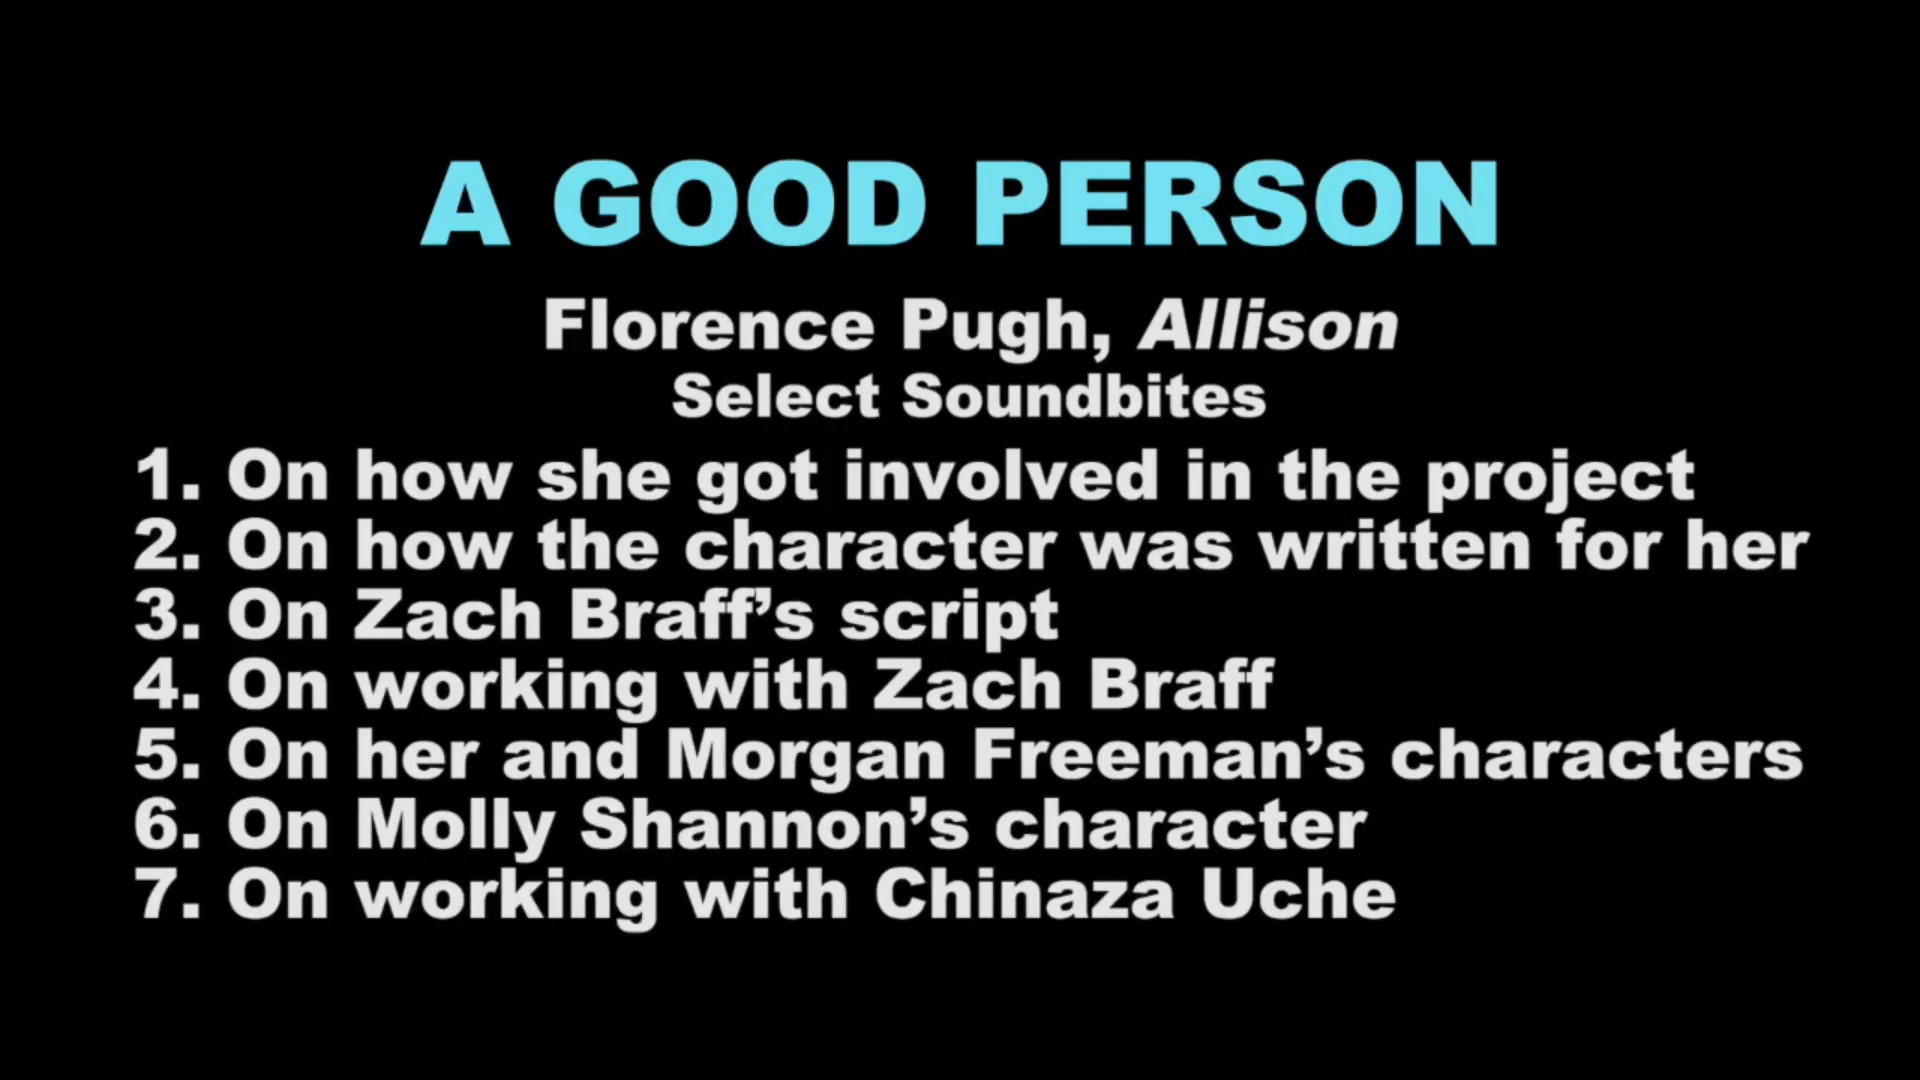 A GOOD PERSON
Florence Pugh, Allison
Select Soundbites
1. On how she got involved in the project
2. On how the character was written for her
3. On Zach Braff’s script
4. On working with Zach Braff
5. On her and Morgan Freeman’s characters
6. On Molly Shannon’s character
7. On working with Chinaza Uche